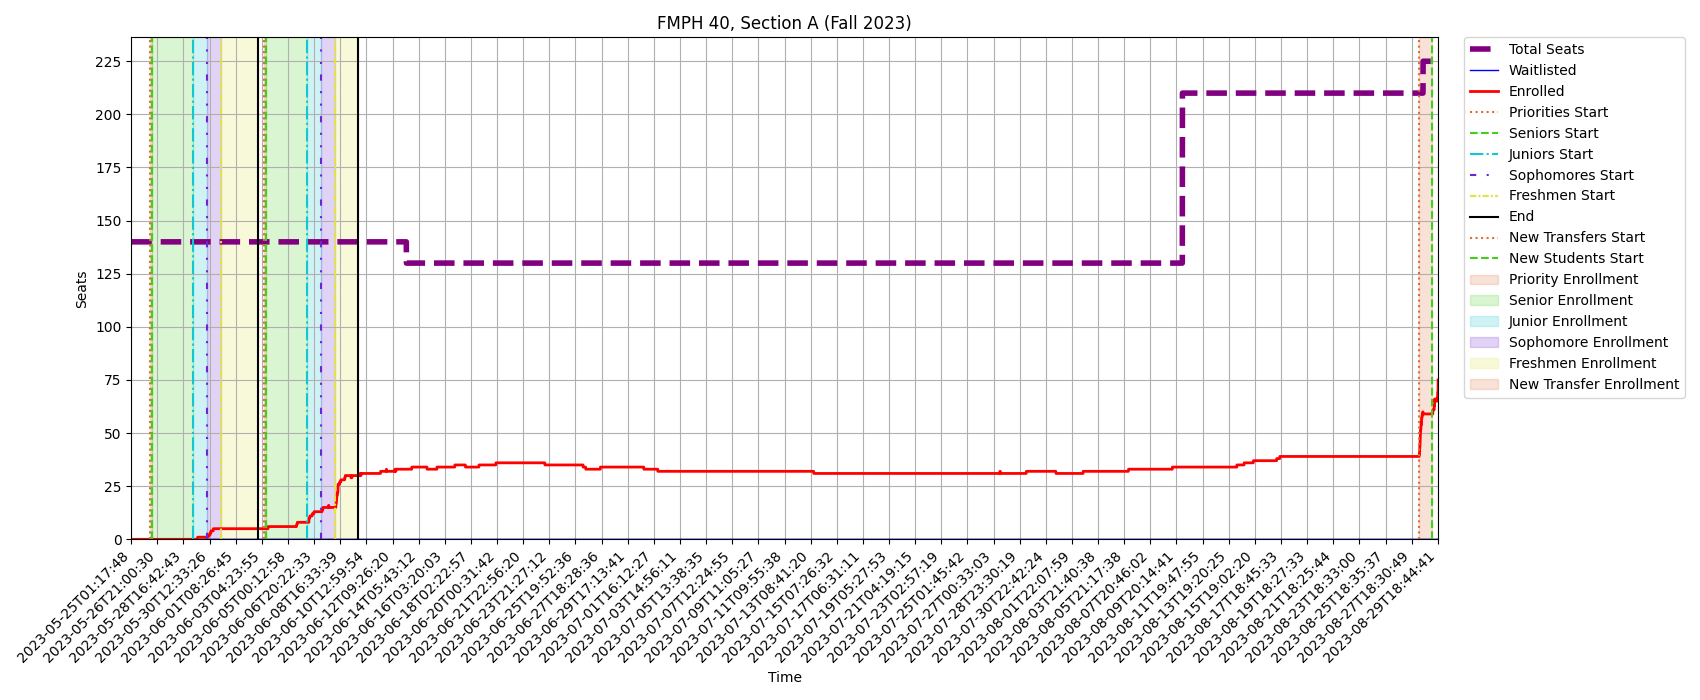 FMPH 40, Section A (Fall 2023)
Seats
225
200
175
150
125
100
75
50
25
0
2023-05-25T01:17:48
2023-05-26T21:00:30
2023-05-28T16:42:43
2023-05-30T12:33:26
2023-06-01T08:26:45
2023-06-03T04:23:55
2023-06-05T00:12:58
2023-06-06T20:22:33
2023-06-08T16:33:39
2023-06-10T12:59:54
2023-06-12T09:26:20
2023-06-14T05:43:12
2023-06-16T03:20:03
2023-06-18T02:22:57
2023-06-20T00:31:42
2023-06-21T22:56:20
2023-06-23T21:27:12
2023-06-25T19:52:36
2023-06-27T18:28:36
2023-06-29T17:13:41
2023-07-01T16:12:27
2023-07-03T14:56:11
2023-07-05T13:38:35
2023-07-07T12:24:55
2023-07-09T11:05:27
2023-07-11T09:55:38
2023-07-13T08:41:20
2023-07-15T07:26:32
2023-07-17T06:31:11
2023-07-19T05:27:53
2023-07-21T04:19:15
2023-07-23T02:57:19
2023-07-25T01:45:42
2023-07-27T00:33:03
2023-07-28T23:30:19
2023-07-30T22:42:24
2023-08-01T22:07:59
2023-08-03T21:40:38
2023-08-05T21:17:38
2023-08-07T20:46:02
2023-08-09T20:14:41
2023-08-11T19:47:55
2023-08-13T19:20:25
2023-08-15T19:02:20
2023-08-17T18:45:33
2023-08-19T18:27:33
2023-08-21T18:25:44
2023-08-23T18:33:00
2023-08-25T18:35:37
2023-08-27T18:30:49
2023-08-29T18:44:41
Time
Total Seats
Waitlisted
Enrolled
Priorities Start
Seniors Start
Juniors Start
Sophomores Start
Freshmen Start
End
New Transfers Start
New Students Start
Priority Enrollment
Senior Enrollment
Junior Enrollment
Sophomore Enrollment
Freshmen Enrollment
New Transfer Enrollment